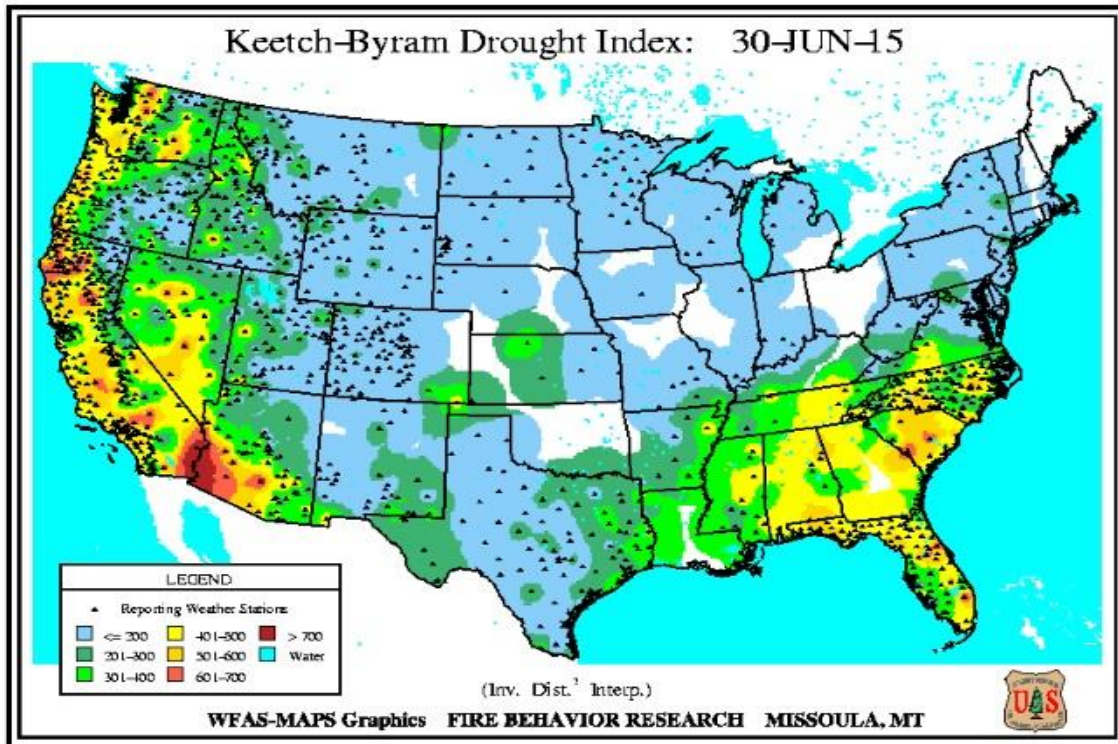 Keetch-Byram Drought Index: 30-JUN-15
LEGEND
Reporting Weather Stations
<= 200 401-500 > 700
201-300 501-600 Water
301-400 601-700
(Inv. Dist.² Interp.)
WFAS-MAPS Graphics FIRE BEHAVIOR RESEARCH MISSOULA, MT
U S